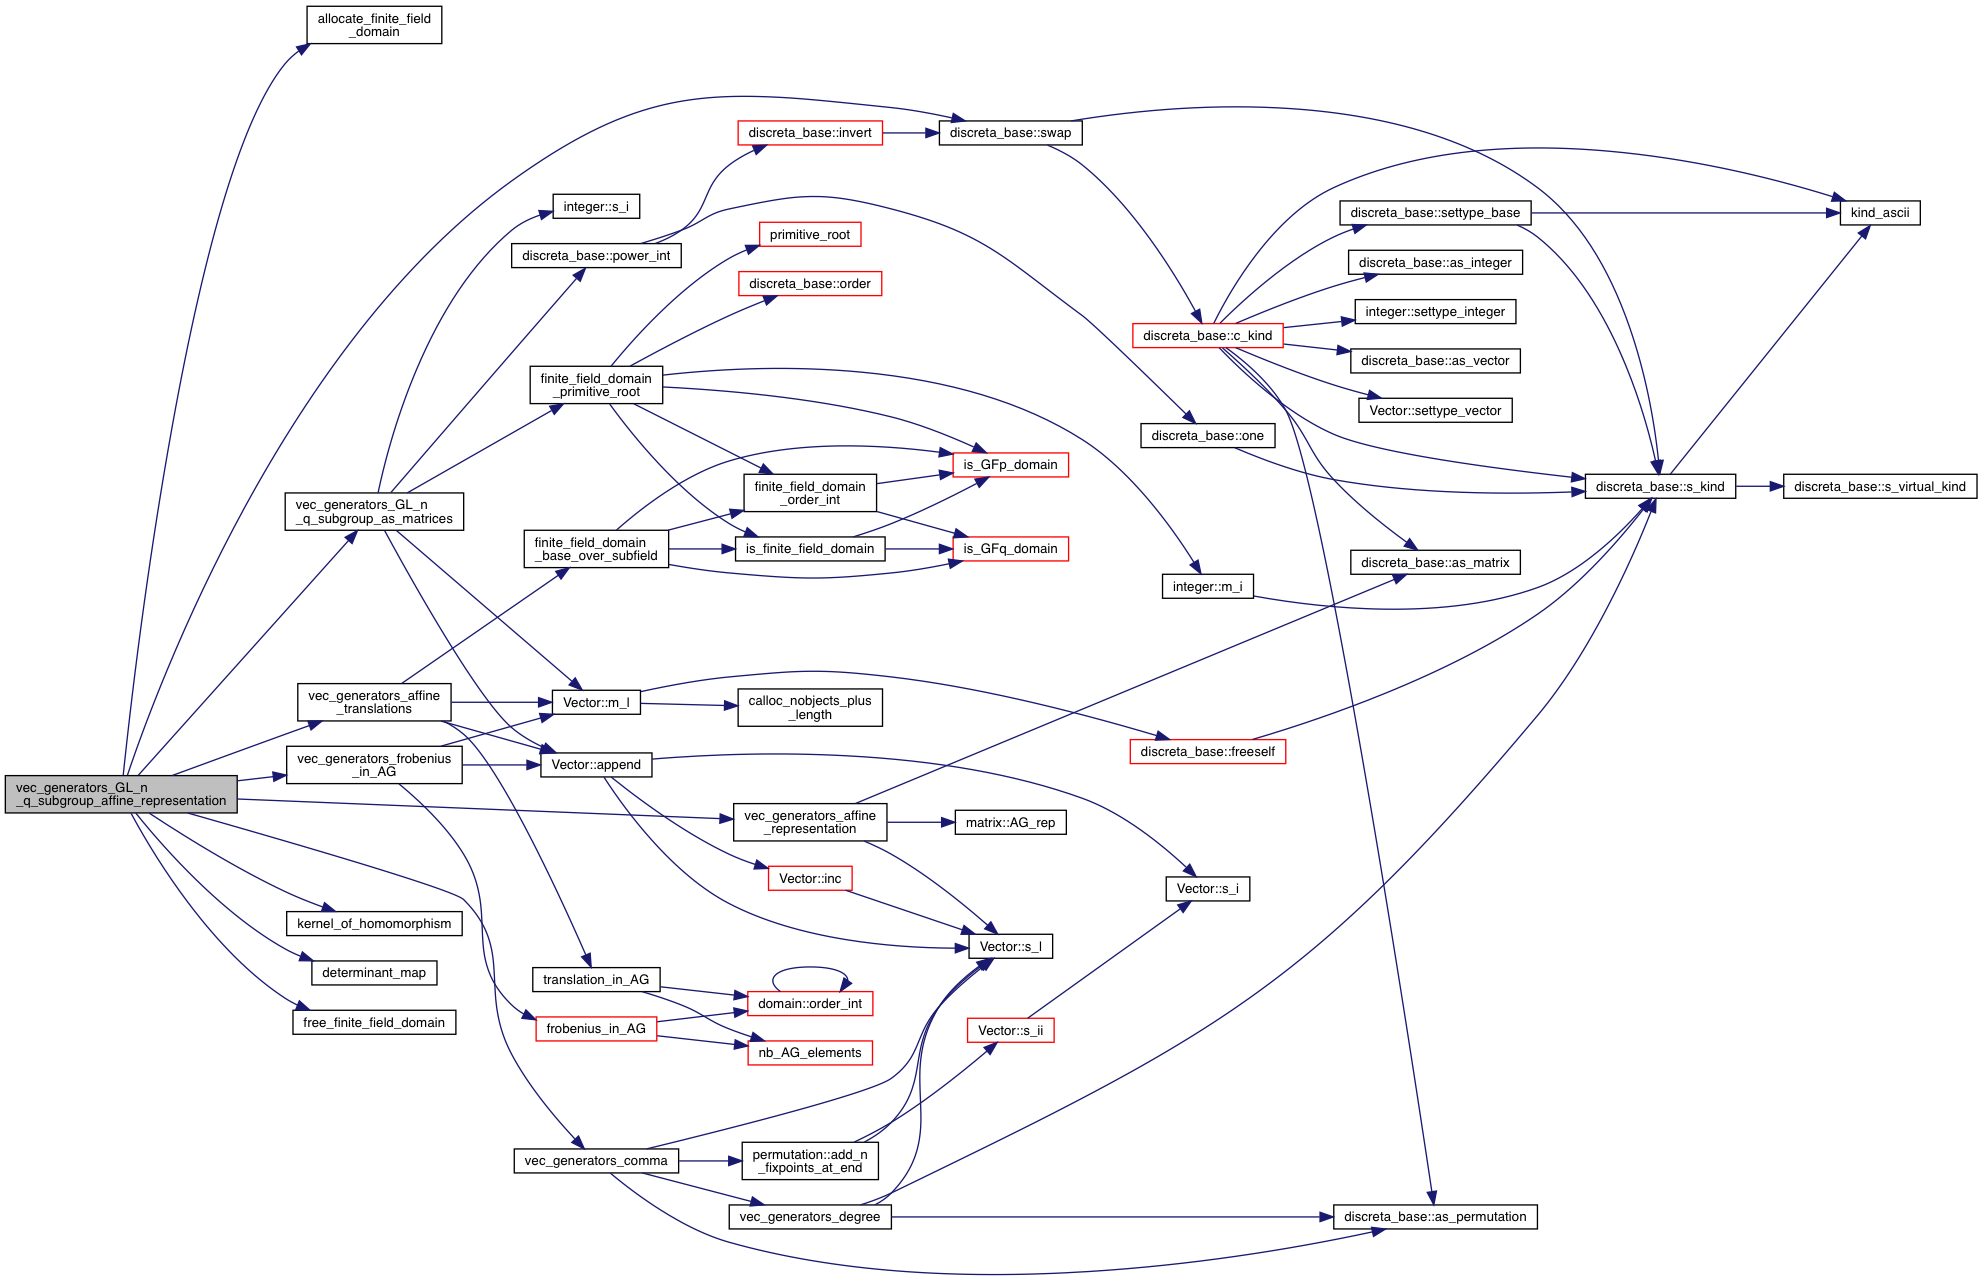 allocate_finite_field
_domain
discreta_base::invert
discreta_base::swap
integer::s_i
kind_ascii
discreta_base::settype_base
primitive_root
discreta_base::power_int
discreta_base::as_integer
discreta_base::order
integer::settype_integer
discreta_base::c_kind
discreta_base::as_vector
finite_field_domain
_primitive_root
Vector::settype_vector
discreta_base::one
is_GFp_domain
finite_field_domain
_order_int
discreta_base::s_kind
discreta_base::s_virtual_kind
vec_generators_GL_n
_q_subgroup_as_matrices
finite_field_domain
_base_over_subfield
is_finite_field_domain
is_GFq_domain
discreta_base::as_matrix
integer::m_i
vec_generators_affine
_translations
Vector::m_l
calloc_nobjects_plus
_length
discreta_base::freeself
vec_generators_frobenius
_in_AG
Vector::append
vec_generators_GL_n
_q_subgroup_affine_representation
vec_generators_affine
_representation
matrix::AG_rep
Vector::inc
Vector::s_i
kernel_of_homomorphism
Vector::s_l
determinant_map
translation_in_AG
domain::order_int
free_finite_field_domain
frobenius_in_AG
Vector::s_ii
nb_AG_elements
vec_generators_comma
permutation::add_n
_fixpoints_at_end
vec_generators_degree
discreta_base::as_permutation